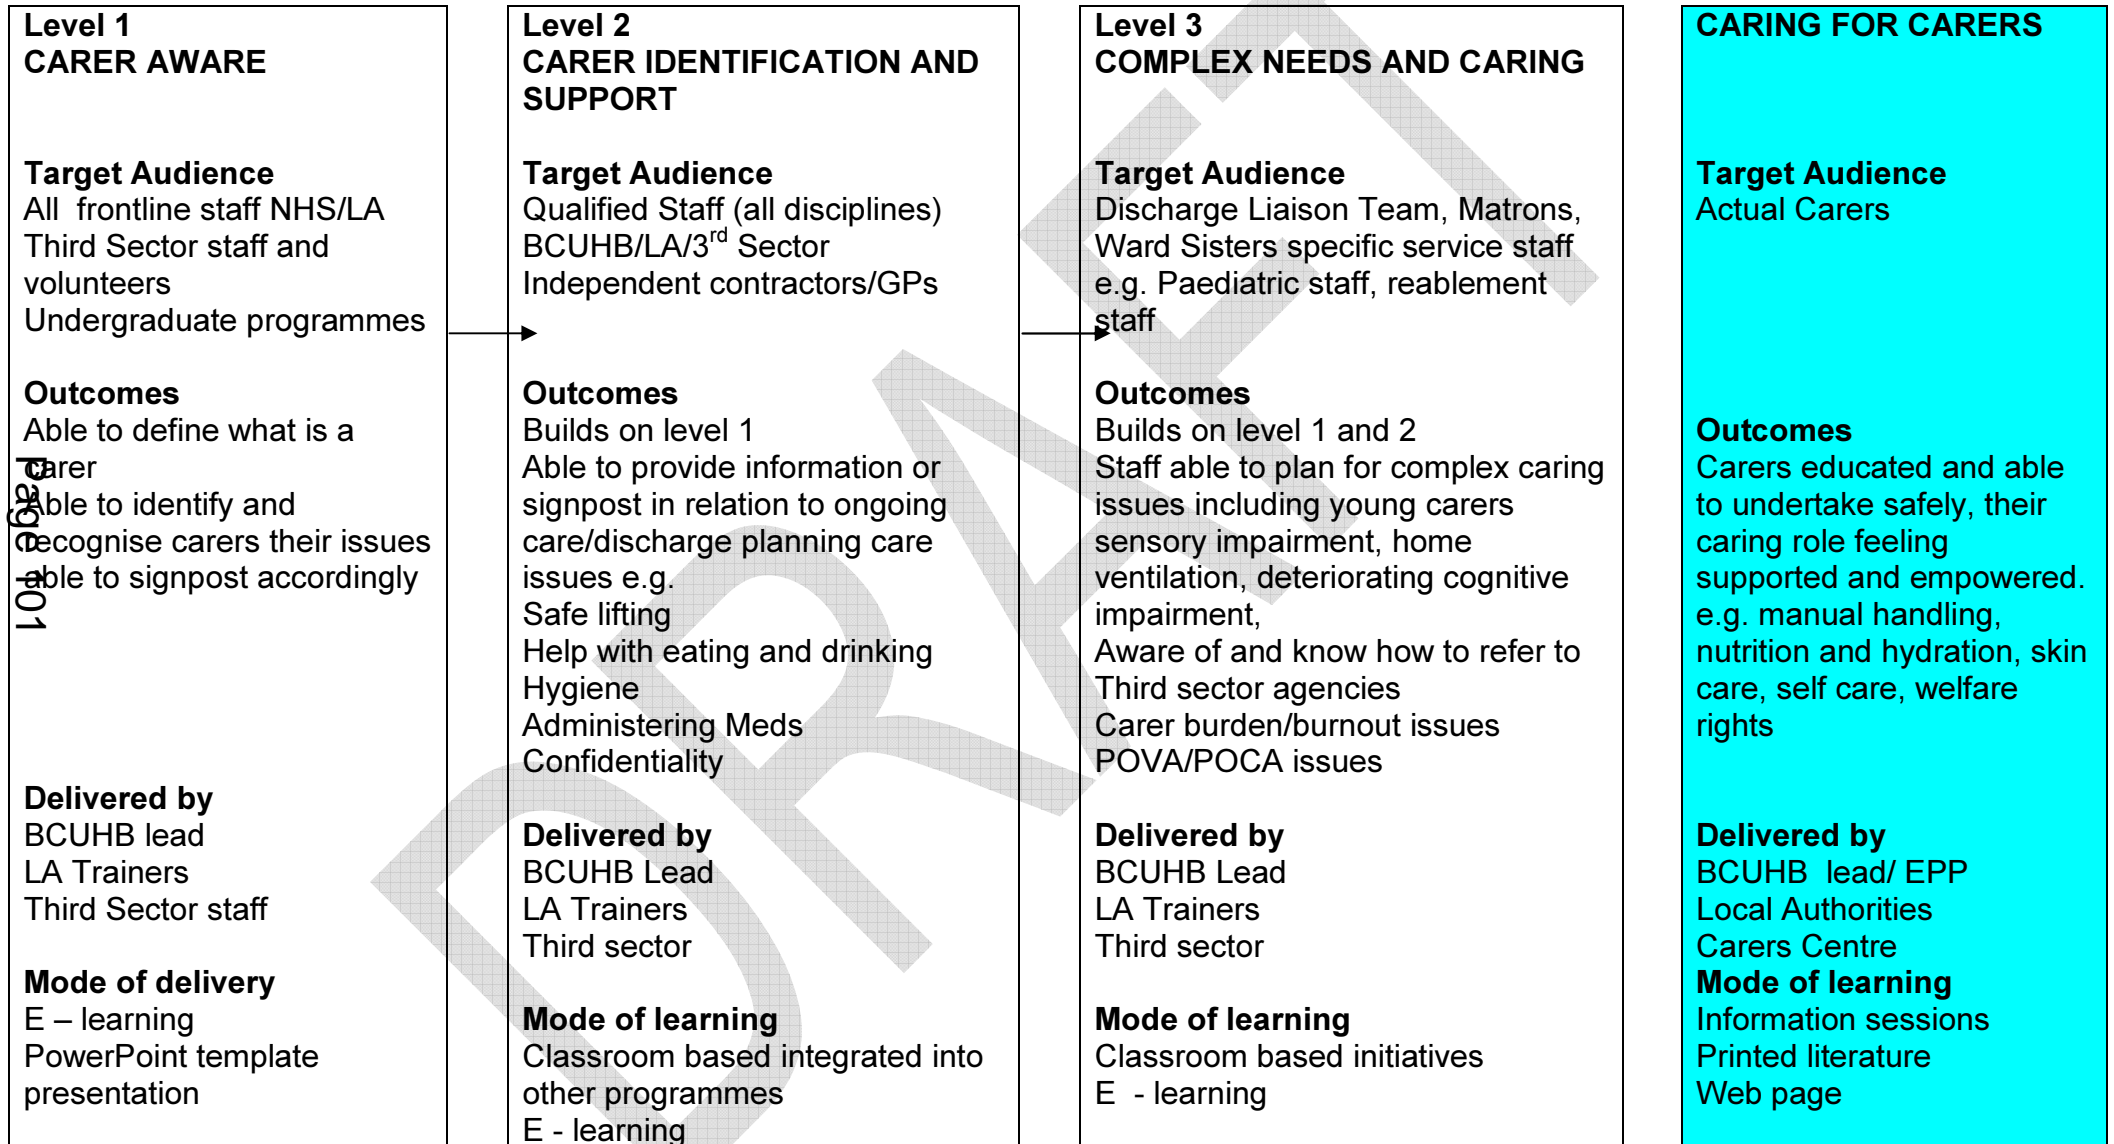 Level 1
CARER AWARE
Target Audience
All  frontline staff NHS/LA
Third Sector staff and
volunteers
Undergraduate programmes
Outcomes
Able to define what is a
carer
Able to identify and
recognise carers their issues
able to signpost accordingly
Delivered by
BCUHB lead
LA Trainers
Third Sector staff
Mode of delivery
E – learning
PowerPoint template
presentation
Level 2
CARER IDENTIFICATION AND
SUPPORT
Target Audience
Qualified Staff (all disciplines)
BCUHB/LA/3rd Sector
Independent contractors/GPs
Outcomes
Builds on level 1
Able to provide information or
signpost in relation to ongoing
care/discharge planning care
issues e.g.
Safe lifting
Help with eating and drinking
Hygiene
Administering Meds
Confidentiality
Delivered by
BCUHB Lead
LA Trainers
Third sector
Mode of learning
Classroom based integrated into
other programmes
E - learning
Level 3
COMPLEX NEEDS AND CARING
Target Audience
Discharge Liaison Team, Matrons,
Ward Sisters specific service staff
e.g. Paediatric staff, reablement
staff
Outcomes
Builds on level 1 and 2
Staff able to plan for complex caring
issues including young carers
sensory impairment, home
ventilation, deteriorating cognitive
impairment,
Aware of and know how to refer to
Third sector agencies
Carer burden/burnout issues
POVA/POCA issues
Delivered by
BCUHB Lead
LA Trainers
Third sector
Mode of learning
Classroom based initiatives
E  - learning
CARING FOR CARERS
Target Audience
Actual Carers
Outcomes
Carers educated and able
to undertake safely, their
caring role feeling
supported and empowered.
e.g. manual handling,
nutrition and hydration, skin
care, self care, welfare
rights
Delivered by
BCUHB  lead/ EPP
Local Authorities
Carers Centre
Mode of learning
Information sessions
Printed literature
Web page
Page 101
DRAFT